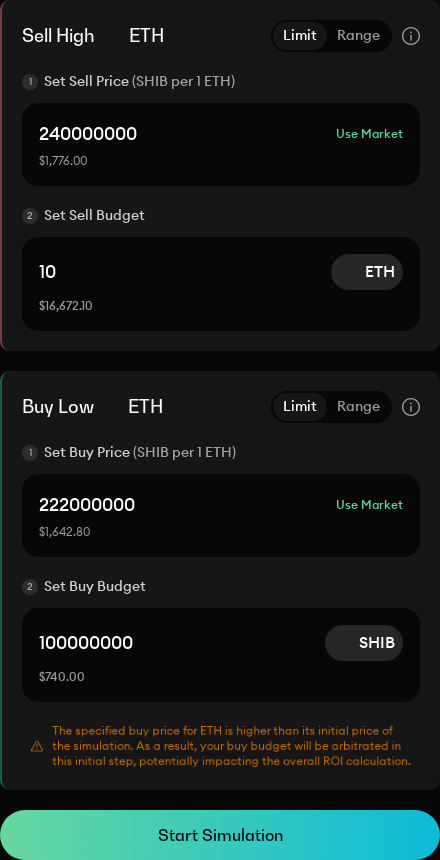 Sell High ETH Limit Range
1 Set Sell Price (SHIB per 1 ETH)
240000000 Use Market
$1,776.00
2 Set Sell Budget
10 ETH
$16,672.10
Buy Low ETH Limit Range
1 Set Buy Price (SHIB per 1 ETH)
222000000 Use Market
$1,642.80
2 Set Buy Budget
100000000 SHIB
$740.00
The specified buy price for ETH is higher than its initial price of
the simulation. As a result, your buy budget will be arbitrated in
this initial step, potentially impacting the overall ROI calculation.
Start Simulation